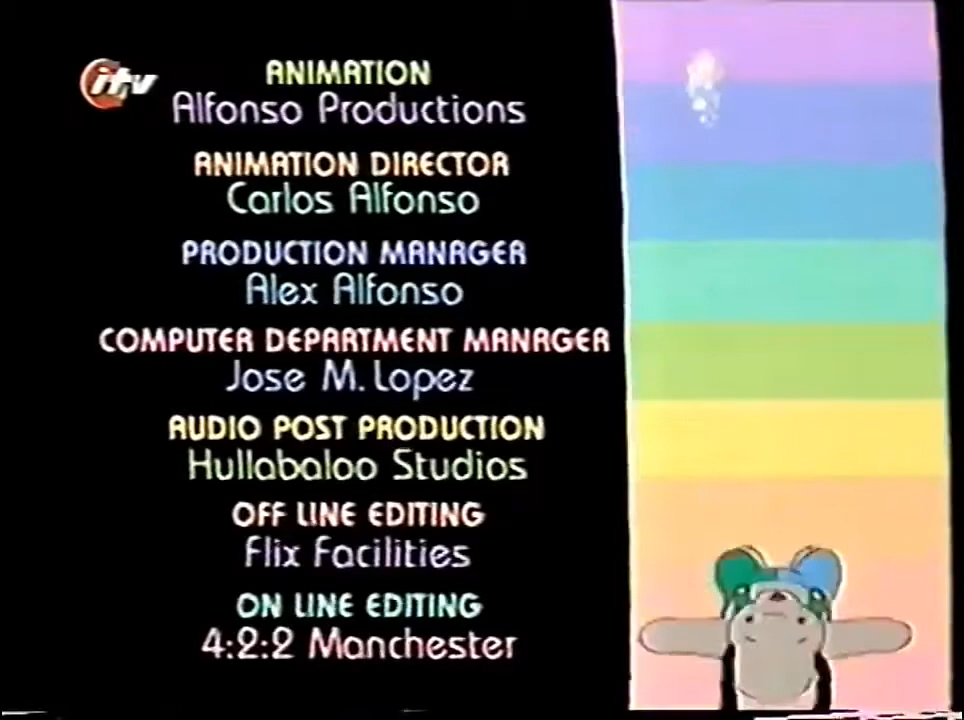 itv
ANIMATION
Alfonso Productions
ANIMATION DIRECTOR
Carlos Alfonso
PRODUCTION MANAGER
Alex Alfonso
COMPUTER DEPARTMENT MANAGER
Jose M. Lopez
AUDIO POST PRODUCTION
Hullabaloo Studios
OFF LINE EDITING
Flix Facilities
ON LINE EDITING
4:2:2 Manchester